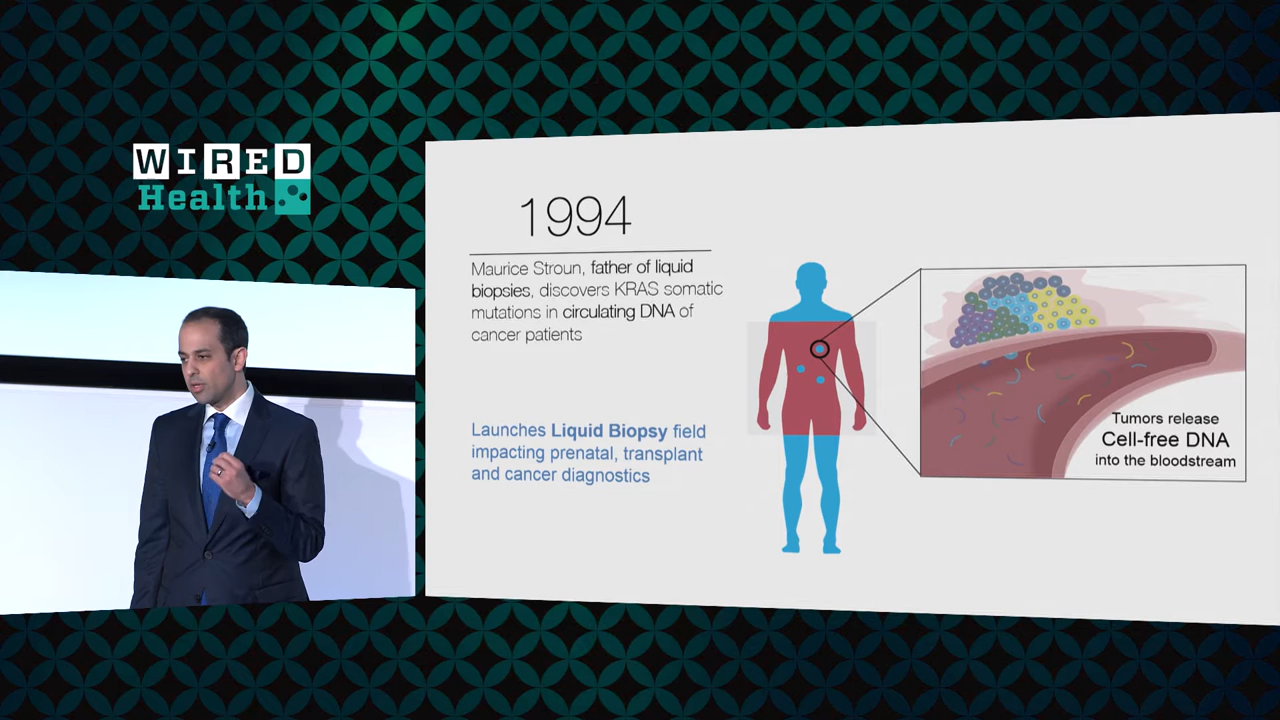 WIRED
Health
1994
Maurice Stroun, father of liquid
biopsies, discovers KRAS somatic
mutations in circulating DNA of
cancer patients
Launches Liquid Biopsy field
impacting prenatal, transplant
and cancer diagnostics
Tumors release
Cell-free DNA
into the bloodstream